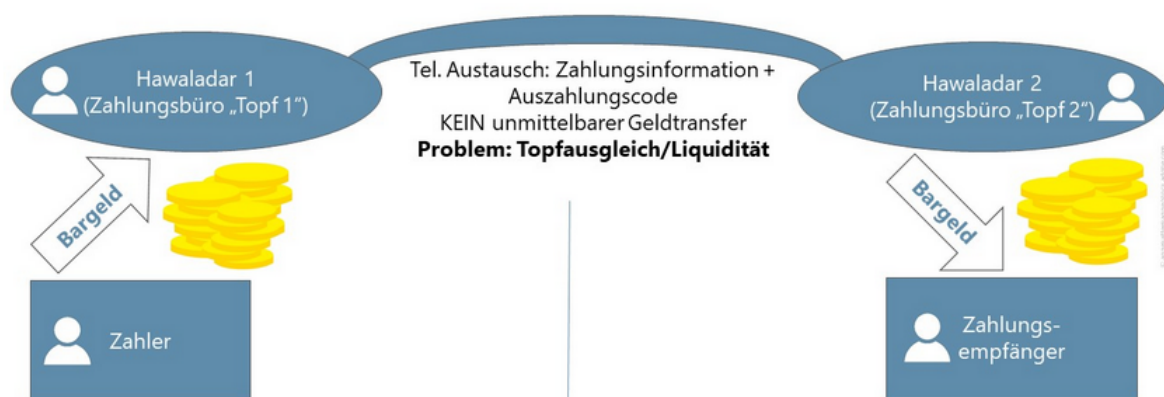 Hawaladar 1
(Zahlungsbüro „Topf 1“)
Tel. Austausch: Zahlungsinformation +
Auszahlungscode
KEIN unmittelbarer Geldtransfer
Problem: Topfausgleich/Liquidität
Hawaladar 2
(Zahlungsbüro „Topf 2“)
Bargeld
Bargeld
Zahler
Zahlungs-
empfänger